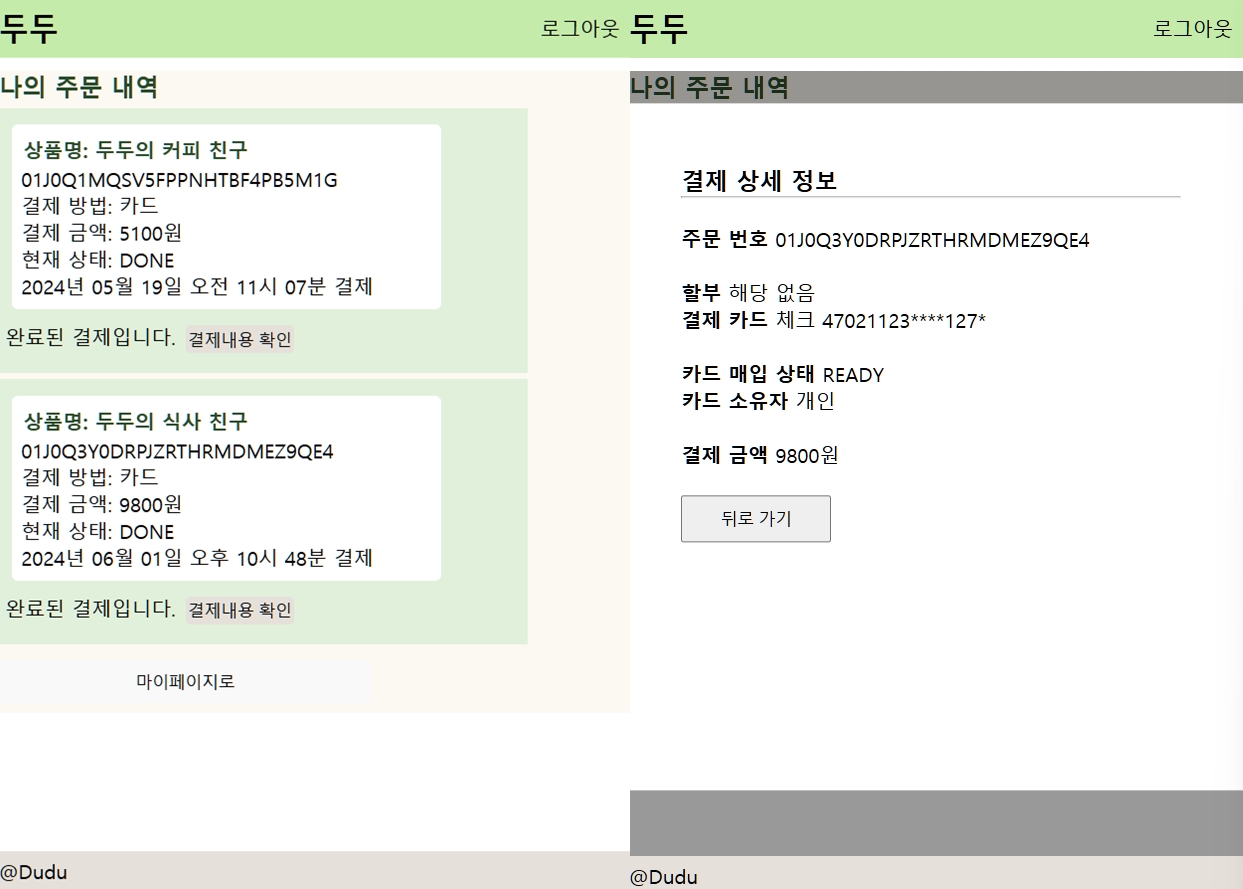 두두
로그아웃
나의 주문 내역
상품명: 두두의 커피 친구
01J0Q1MQSV5FPPNHTBF4PB5M1G
결제 방법: 카드
결제 금액: 5100원
현재 상태: DONE
2024년 05월 19일 오전 11시 07분 결제
완료된 결제입니다. 결제내용 확인
상품명: 두두의 식사 친구
01J0Q3Y0DRPJZRTHRMDMEZ9QE4
결제 방법: 카드
결제 금액: 9800원
현재 상태: DONE
2024년 06월 01일 오후 10시 48분 결제
완료된 결제입니다. 결제내용 확인
마이페이지로
@Dudu
두두
로그아웃
나의 주문 내역
결제 상세 정보
주문 번호 01J0Q3Y0DRPJZRTHRMDMEZ9QE4
할부 해당 없음
결제 카드 체크 47021123****127*
카드 매입 상태 READY
카드 소유자 개인
결제 금액 9800원
뒤로 가기
@Dudu